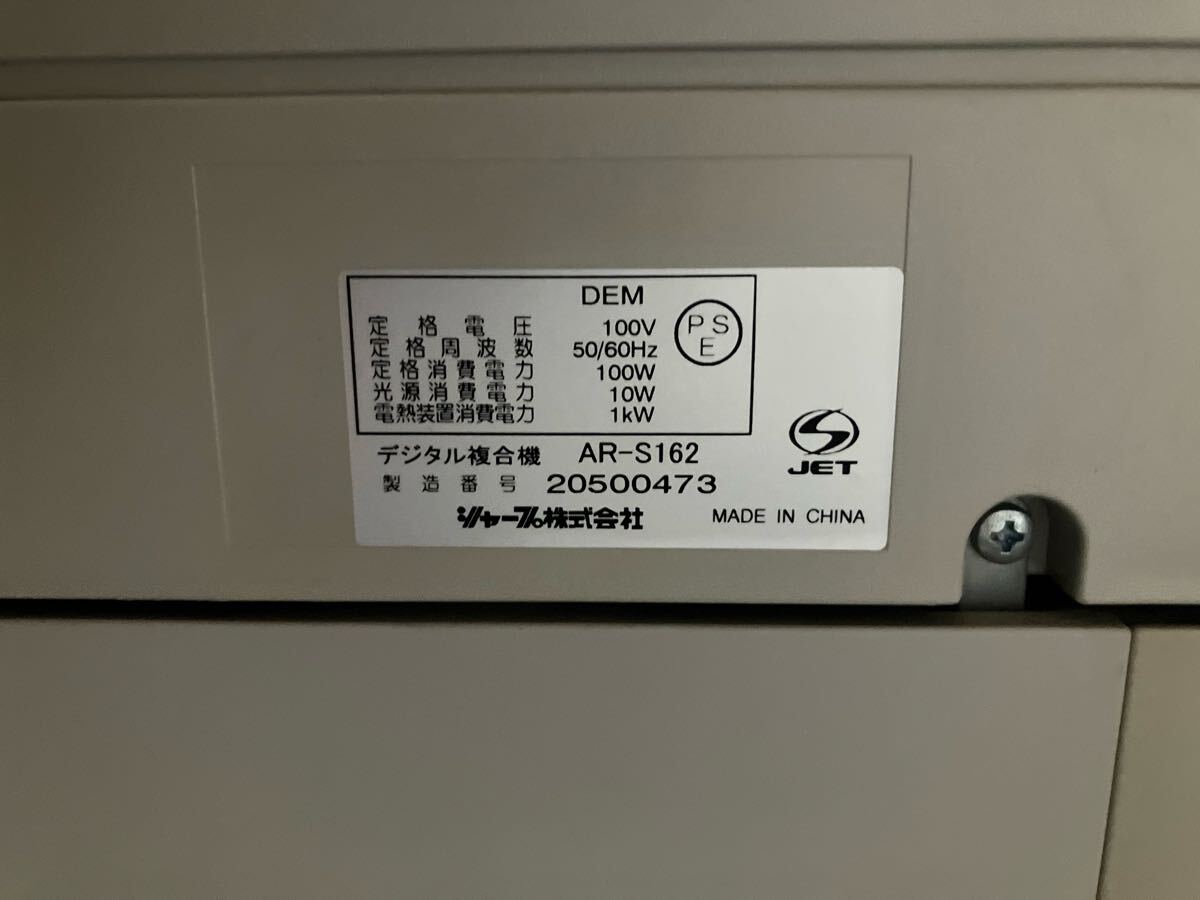 DEM
定格電圧 100V
定格周波数 50/60Hz
定格消費電力 100W
光源消費電力 10W
電熱装置消費電力 1kW
PS
E
デジタル複合機 AR-S162
JET
製造番号 20500473
シャープ株式会社 MADE IN CHINA